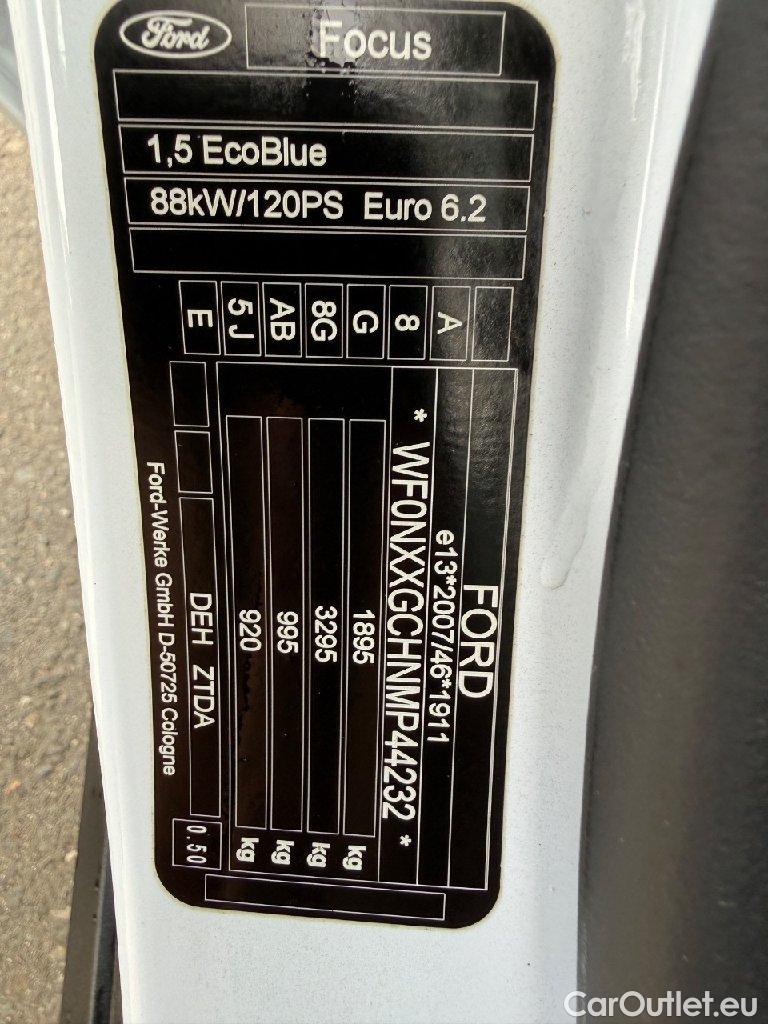 Ford
Focus
1,5 EcoBlue
88kW/120PS Euro 6.2
A
8
G
8G
AB
5J
E
FORD
e13*2007/46*1911
* WF0NXXGCHNMP44232 *
1895 kg
3295 kg
995 kg
920 kg
DEH ZTDA 0.50
Ford-Werke GmbH D-50725 Cologne
CarOutlet.eu